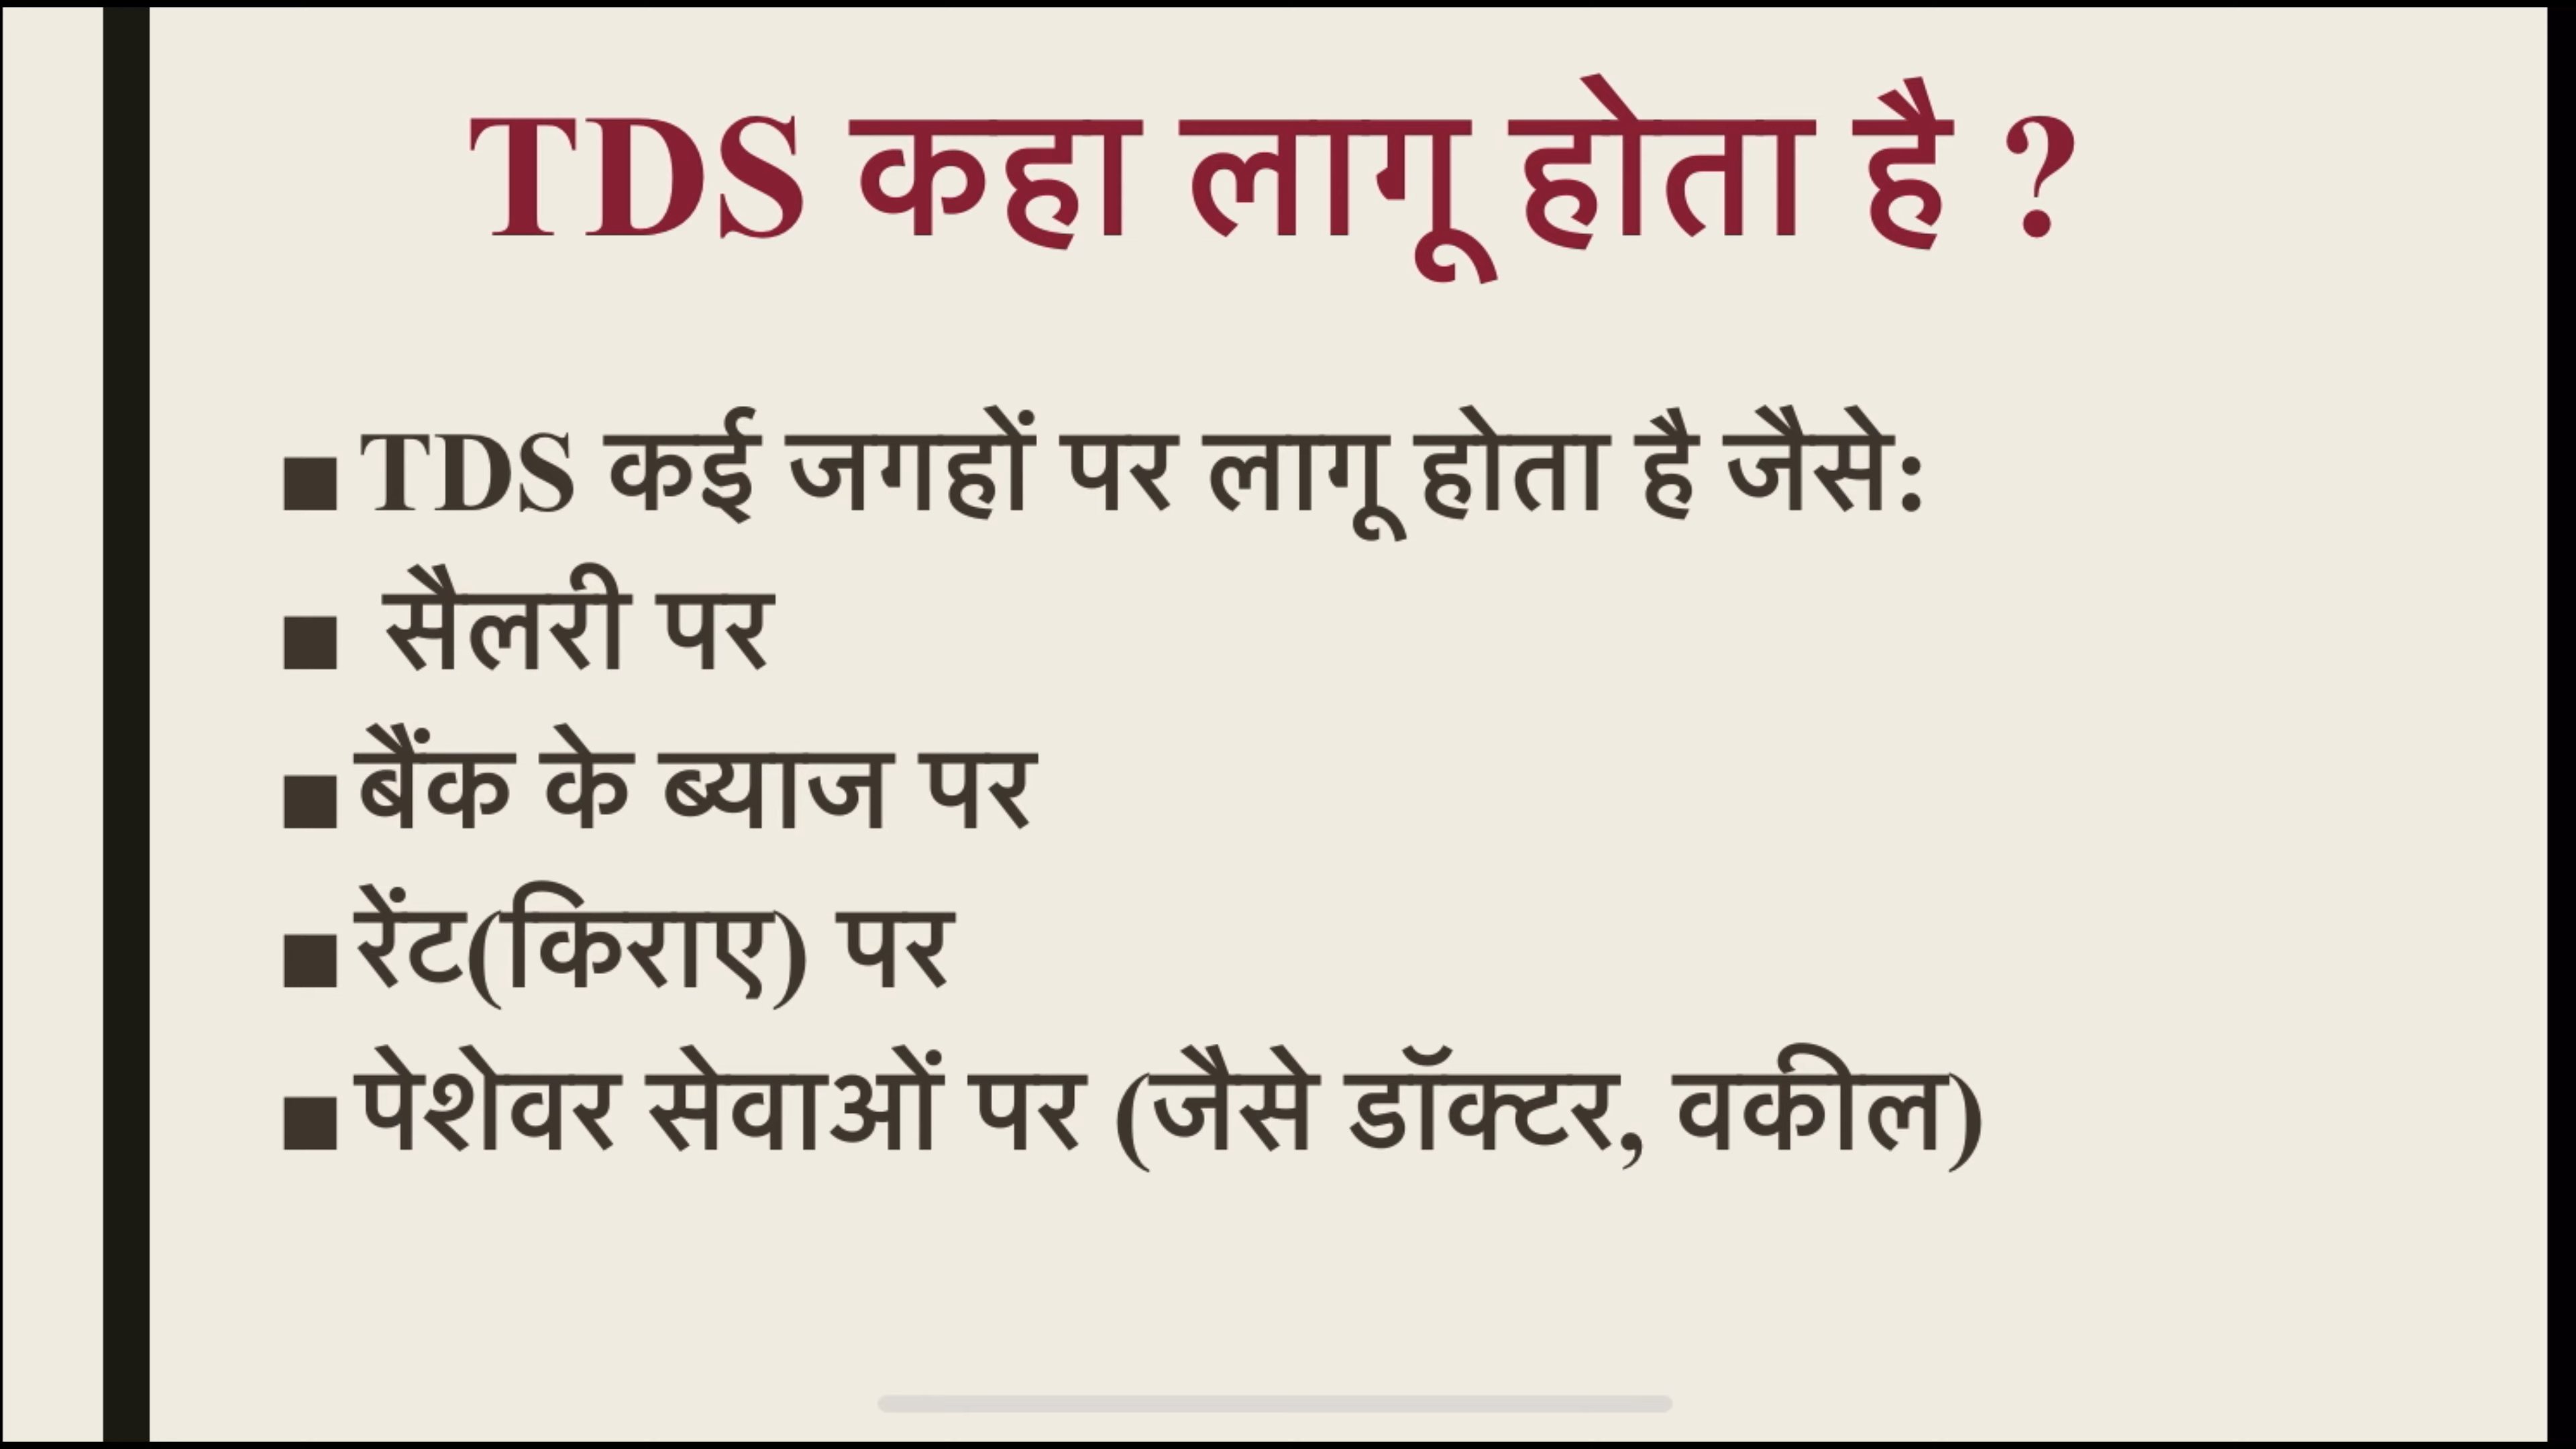 TDS कहा लागू होता है ?
■ TDS कई जगहों पर लागू होता है जैसे:
■ सैलरी पर
■ बैंक के ब्याज पर
■ रेंट(किराए) पर
■ पेशेवर सेवाओं पर (जैसे डॉक्टर, वकील)